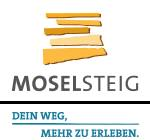 MOSELSTEIG
DEIN WEG,
MEHR ZU ERLEBEN.